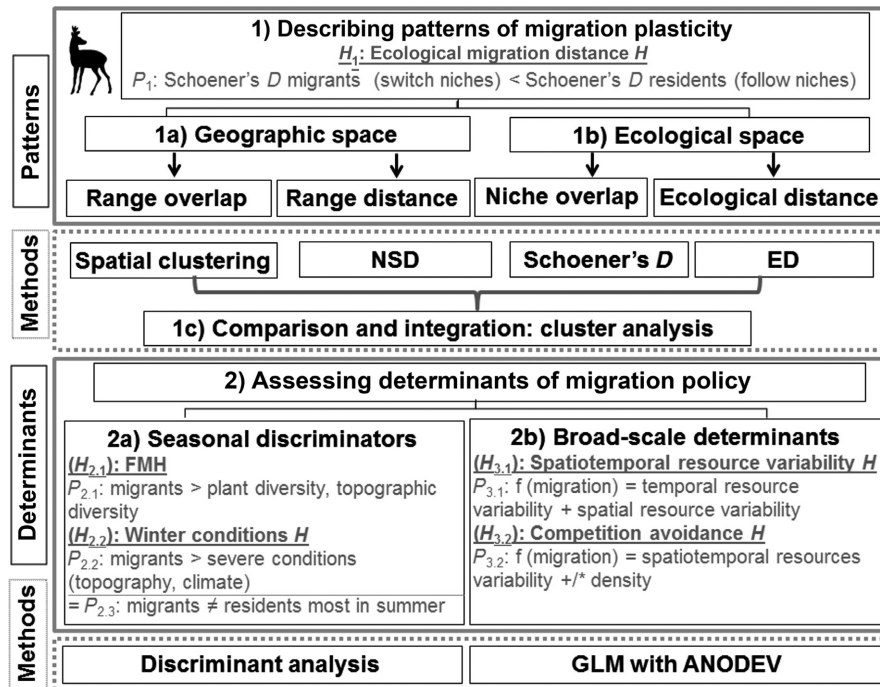 Patterns
1) Describing patterns of migration plasticity
H1: Ecological migration distance H
P1: Schoener's D migrants (switch niches) < Schoener's D residents (follow niches)
1a) Geographic space
1b) Ecological space
Range overlap
Range distance
Niche overlap
Ecological distance
Methods
Spatial clustering
NSD
Schoener's D
ED
1c) Comparison and integration: cluster analysis
Determinants
2) Assessing determinants of migration policy
2a) Seasonal discriminators
(H2.1): FMH
P2.1: migrants > plant diversity, topographic
diversity
(H2.2): Winter conditions H
P2.2: migrants > severe conditions
(topography, climate)
= P2.3: migrants ≠ residents most in summer
2b) Broad-scale determinants
(H3.1): Spatiotemporal resource variability H
P3.1: f (migration) = temporal resource
variability + spatial resource variability
(H3.2): Competition avoidance H
P3.2: f (migration) = spatiotemporal resources
variability +/* density
Methods
Discriminant analysis
GLM with ANODEV